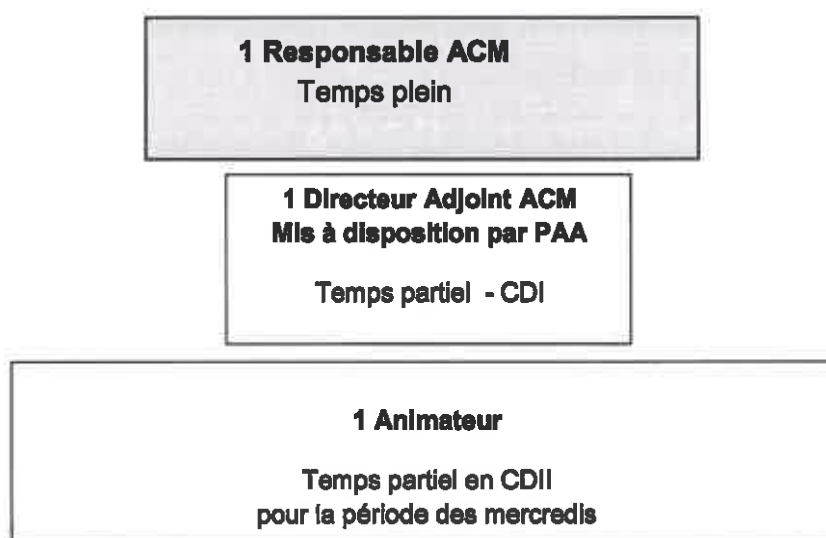 1 Responsable ACM
Temps plein
1 Directeur Adjoint ACM
Mis à disposition par PAA
Temps partiel - CDI
1 Animateur
Temps partiel en CDII
pour la période des mercredis